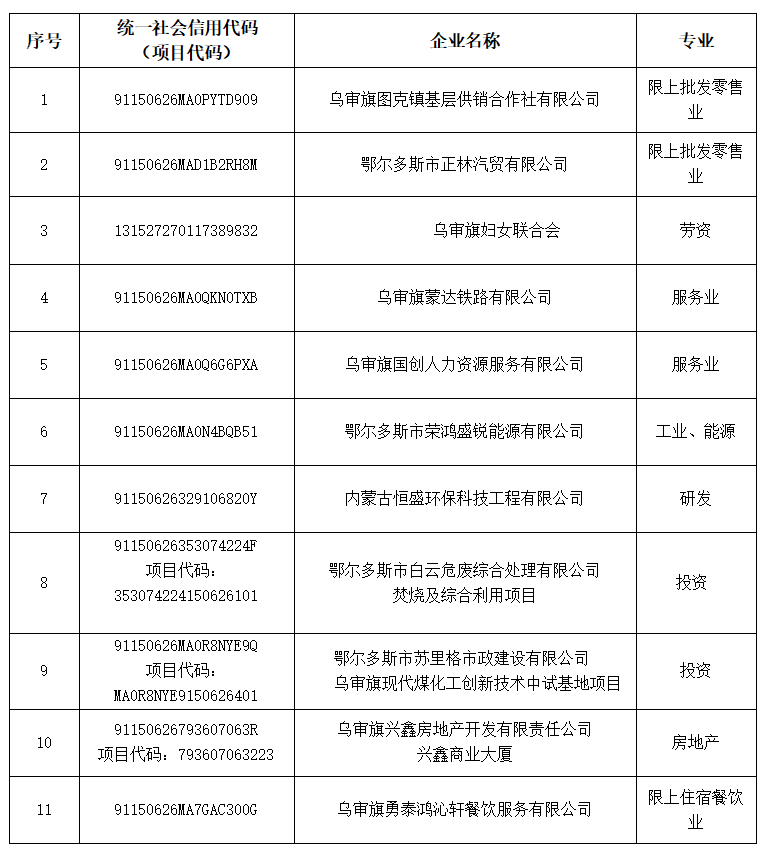 序号
统一社会信用代码
（项目代码）
企业名称
专业
1
91150626MA0PYTD909
乌审旗图克镇基层供销合作社有限公司
限上批发零售
业
2
91150626MAD1B2RH8M
鄂尔多斯市正林汽贸有限公司
限上批发零售
业
3
131527270117389832
乌审旗妇女联合会
劳资
4
91150626MA0QKN0TXB
乌审旗蒙达铁路有限公司
服务业
5
91150626MA0Q6G6PXA
乌审旗国创人力资源服务有限公司
服务业
6
91150626MA0N4BQB51
鄂尔多斯市荣鸿盛锐能源有限公司
工业、能源
7
91150626329106820Y
内蒙古恒盛环保科技工程有限公司
研发
8
91150626353074224F
项目代码：
353074224150626101
鄂尔多斯市白云危废综合处理有限公司
焚烧及综合利用项目
投资
9
91150626MA0R8NYE9Q
项目代码：
MA0R8NYE9150626401
鄂尔多斯市苏里格市政建设有限公司
乌审旗现代煤化工创新技术中试基地项目
投资
10
91150626793607063R
项目代码：793607063223
乌审旗兴鑫房地产开发有限责任公司
兴鑫商业大厦
房地产
11
91150626MA7GAC300G
乌审旗勇泰鸿沁轩餐饮服务有限公司
限上住宿餐饮
业